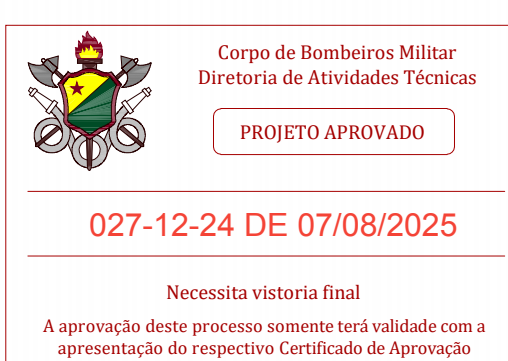 Corpo de Bombeiros Militar
Diretoria de Atividades Técnicas
PROJETO APROVADO
027-12-24 DE 07/08/2025
Necessita vistoria final
A aprovação deste processo somente terá validade com a
apresentação do respectivo Certificado de Aprovação